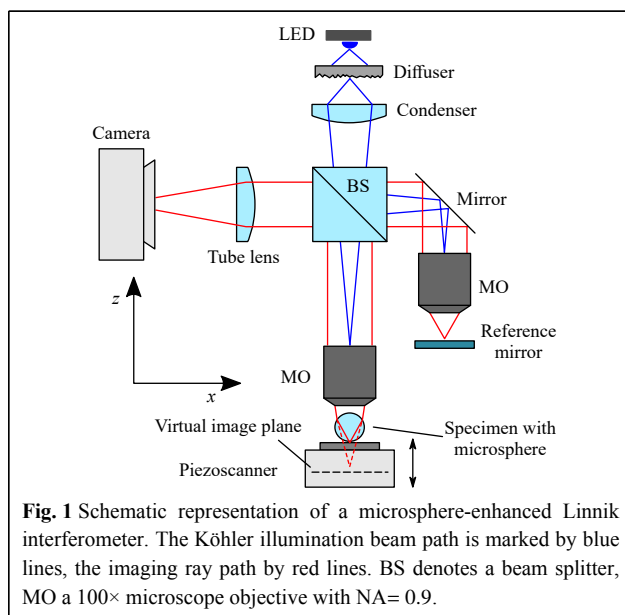 LED
Diffuser
Condenser
Camera
BS
Mirror
Tube lens
MO
z
Reference
mirror
x
MO
Virtual image plane
Specimen with
microsphere
Piezoscanner
Fig. 1 Schematic representation of a microsphere-enhanced Linnik
interferometer. The Köhler illumination beam path is marked by blue
lines, the imaging ray path by red lines. BS denotes a beam splitter,
MO a 100× microscope objective with NA= 0.9.